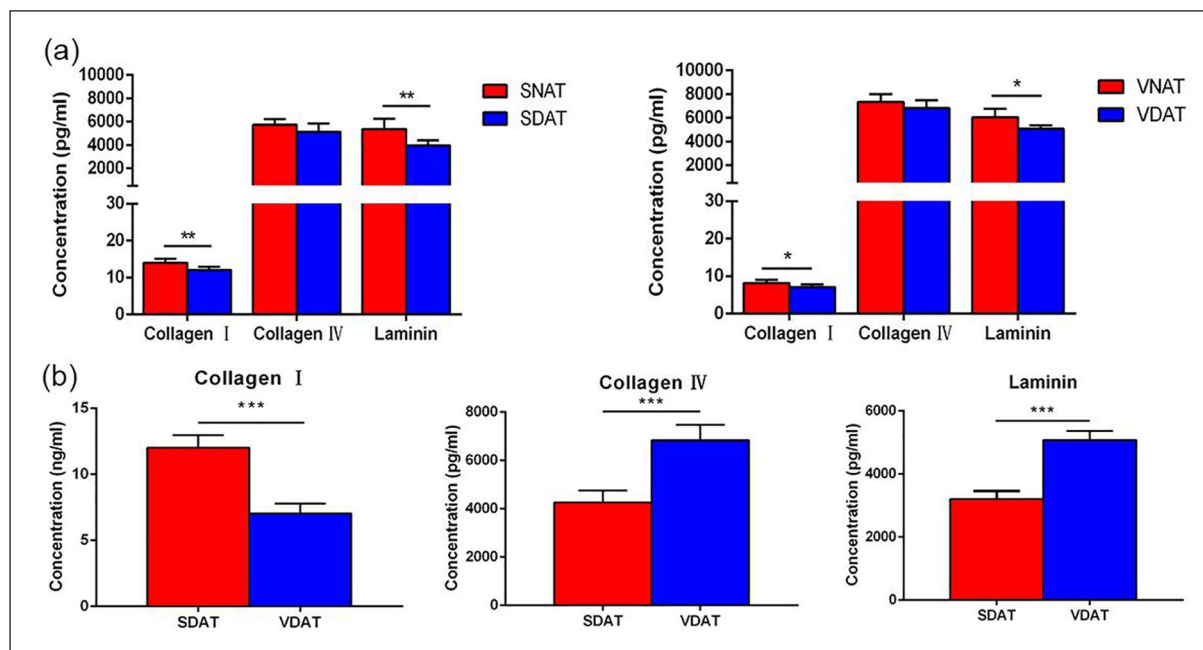 (a)
Concentration (pg/ml)
10000
8000
6000
4000
2000
30
20
10
0
**
**
SNAT
SDAT
Collagen Ⅰ
Collagen Ⅳ
Laminin
Concentration (pg/ml)
10000
8000
6000
4000
2000
0
30
20
10
0
*
*
VNAT
VDAT
Collagen Ⅰ
Collagen Ⅳ
Laminin
(b)
Collagen Ⅰ
Concentration (ng/ml)
15
10
5
0
***
SDAT
VDAT
Collagen Ⅳ
Concentration (pg/ml)
8000
6000
4000
2000
0
***
SDAT
VDAT
Laminin
Concentration (pg/ml)
6000
4000
2000
0
***
SDAT
VDAT